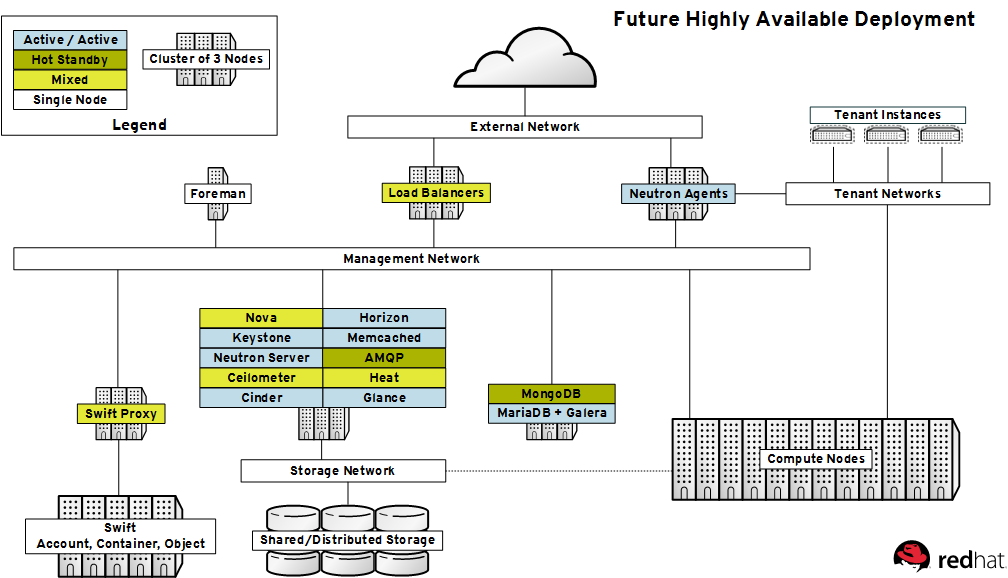 Future Highly Available Deployment
Active / Active
Hot Standby
Mixed
Single Node
Cluster of 3 Nodes
Legend
External Network
Tenant Instances
Foreman
Load Balancers
Neutron Agents
Tenant Networks
Management Network
Nova
Horizon
Keystone
Memcached
Neutron Server
AMQP
Ceilometer
Heat
Cinder
Glance
Swift Proxy
MongoDB
MariaDB + Galera
Compute Nodes
Storage Network
Swift
Account, Container, Object
Shared/Distributed Storage
redhat